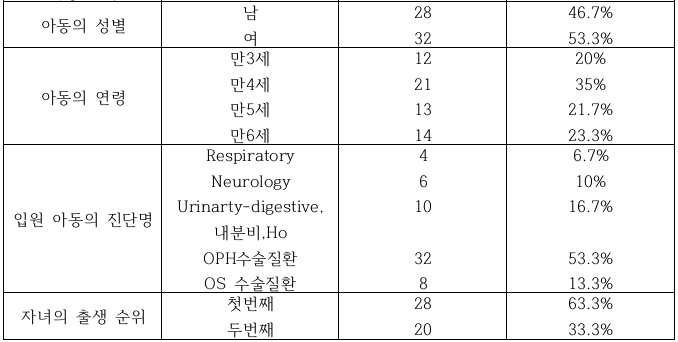 아동의 성별 남 28 46.7%
여 32 53.3%
아동의 연령 만3세 12 20%
만4세 21 35%
만5세 13 21.7%
만6세 14 23.3%
입원 아동의 진단명 Respiratory 4 6.7%
Neurology 6 10%
Urinarty-digestive, 10 16.7%
내분비,Ho
OPH수술질환 32 53.3%
OS 수술질환 8 13.3%
자녀의 출생 순위 첫번째 28 63.3%
두번째 20 33.3%